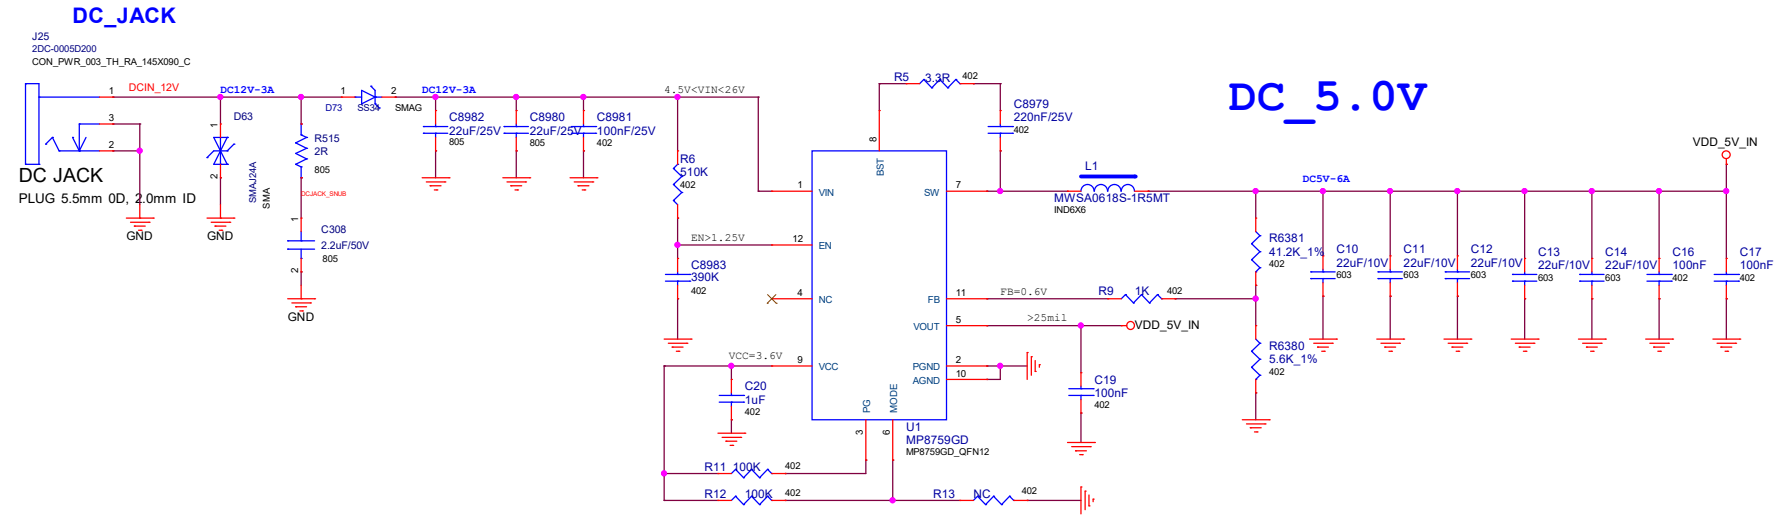 DC_JACK
J25
2DC-0005D200
CON_PWR_003_TH_RA_145X090_C
1
DCIN_12V
DC12V-3A
1
D73
SS34
2
SMAG
DC12V-3A
4.5V<VIN<26V
3
2
DC JACK
PLUG 5.5mm 0D, 2.0mm ID
GND
D63
1
2
SMAJ24A
SMA
GND
R515
2R
805
DCJACK_SNUB
1
C308
2.2uF/50V
805
2
GND
C8982
22uF/25V
805
C8980
22uF/25V
805
C8981
100nF/25V
402
R6
510K
402
EN>1.25V
C8983
390K
402
R5
3.3R
402
C8979
220nF/25V
402
DC_5.0V
8
BST
1
VIN
12
EN
4
NC
9
VCC
SW
7
FB
11
VOUT
5
PGND
2
AGND
10
PG
3
MODE
6
U1
MP8759GD
MP8759GD_QFN12
VCC=3.6V
C20
1uF
402
R11
100K
402
R12
100K
402
R13
NC
402
L1
MWSA0618S-1R5MT
IND6X6
DC5V-6A
VDD_5V_IN
FB=0.6V
R9
1K
402
>25mil
VDD_5V_IN
C19
100nF
402
R6381
41.2K_1%
402
R6380
5.6K_1%
402
C10
22uF/10V
603
C11
22uF/10V
603
C12
22uF/10V
603
C13
22uF/10V
603
C14
22uF/10V
603
C16
100nF
402
C17
100nF
402